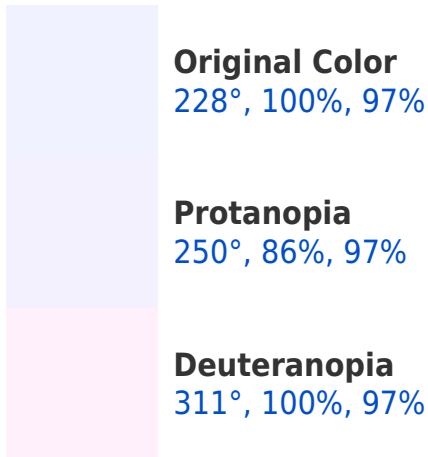 Original Color
228°, 100%, 97%
Protanopia
250°, 86%, 97%
Deuteranopia
311°, 100%, 97%